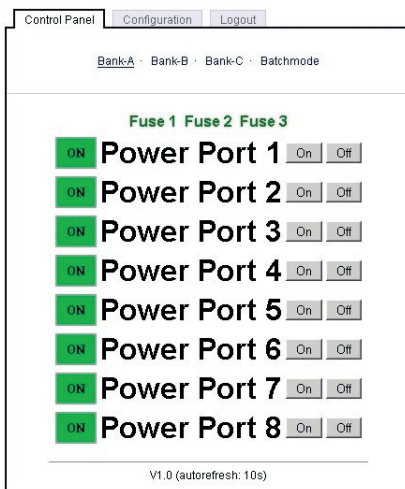 Control Panel Configuration Logout
Bank-A · Bank-B · Bank-C · Batchmode
Fuse 1 Fuse 2 Fuse 3
ON Power Port 1 On Off
ON Power Port 2 On Off
ON Power Port 3 On Off
ON Power Port 4 On Off
ON Power Port 5 On Off
ON Power Port 6 On Off
ON Power Port 7 On Off
ON Power Port 8 On Off
V1.0 (autorefresh: 10s)